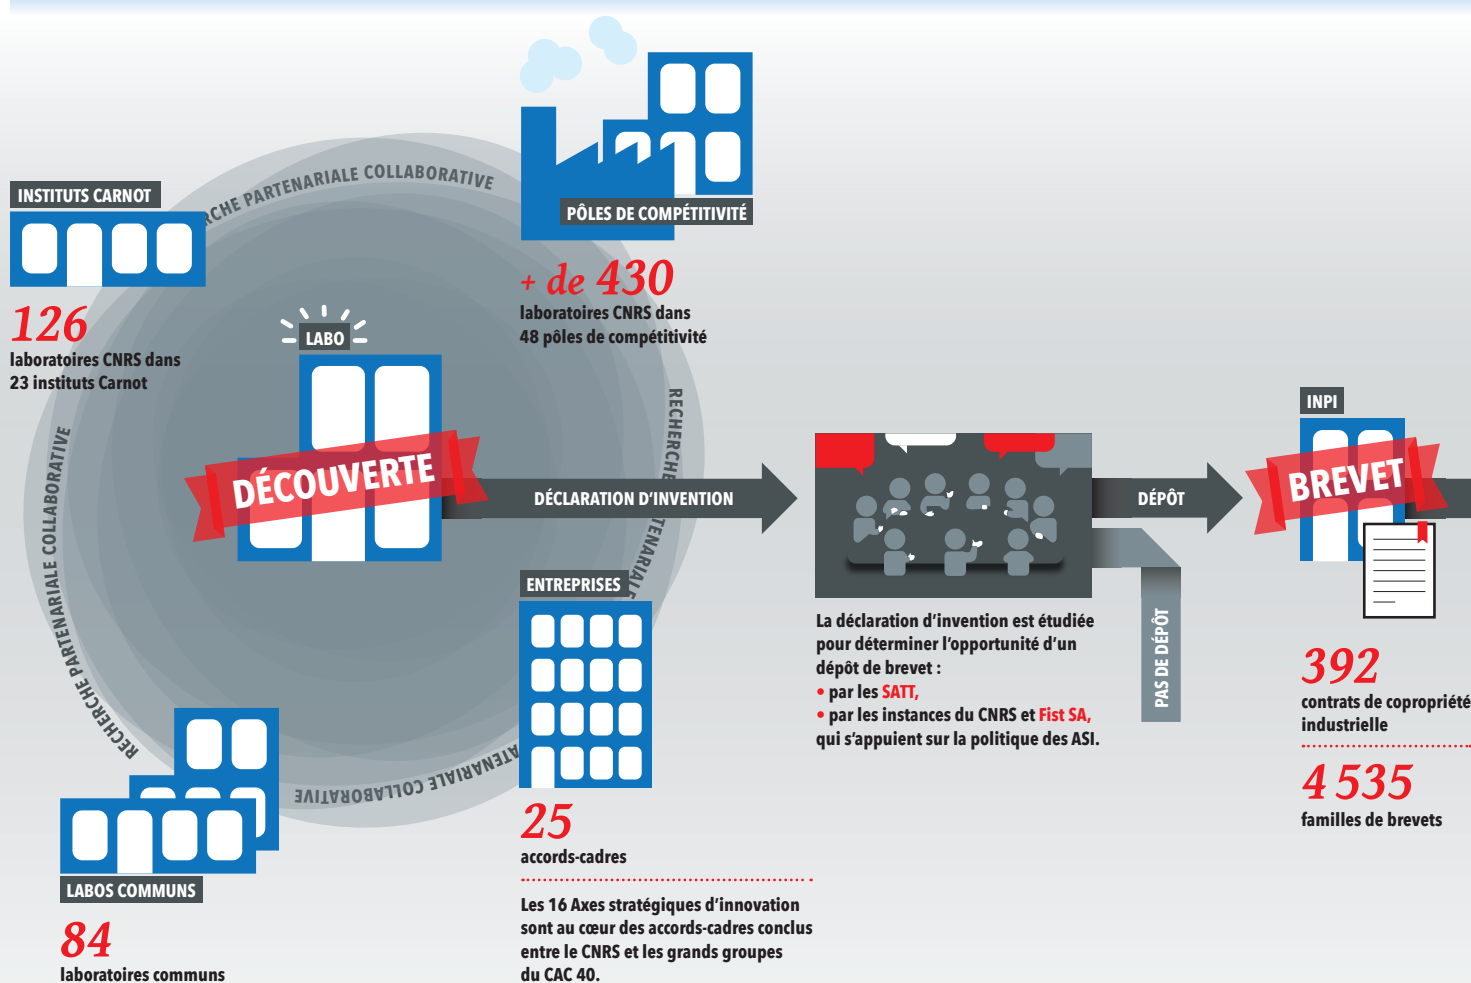 INSTITUTS CARNOT
126
laboratoires CNRS dans
23 instituts Carnot
PÔLES DE COMPÉTITIVITÉ
+ de 430
laboratoires CNRS dans
48 pôles de compétitivité
PARTENARIALE COLLABORATIVE
LABO
DÉCOUVERTE
RECHERCHE PARTENARIALE COLLABORATIVE
RECHERCHE
COLLABORATIVE
DÉCLARATION D'INVENTION
ENTREPRISES
25
accords-cadres
Les 16 Axes stratégiques d'innovation
sont au cœur des accords-cadres conclus
entre le CNRS et les grands groupes
du CAC 40.
LABOS COMMUNS
84
laboratoires communs
La déclaration d'invention est étudiée
pour déterminer l'opportunité d'un
dépôt de brevet :
• par les SATT,
• par les instances du CNRS et Fist SA,
qui s'appuient sur la politique des ASI.
DÉPÔT
PAS DE DÉPÔT
INPI
BREVET
392
contrats de copropriété
industrielle
4 535
familles de brevets